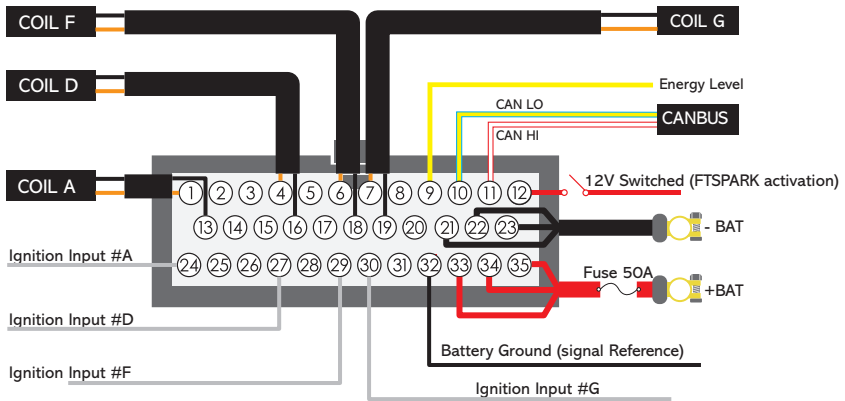 COIL F
COIL G
COIL D
Energy Level
CAN LO
CANBUS
CAN HI
COIL A
12V Switched (FTSPARK activation)
1 2 3 4 5 6 7 8 9 10 11 12
13 14 15 16 17 18 19 20 21 22 23
- BAT
Ignition Input #A
24 25 26 27 28 29 30 31 32 33 34 35
Fuse 50A
+BAT
Ignition Input #D
Battery Ground (signal Reference)
Ignition Input #F
Ignition Input #G